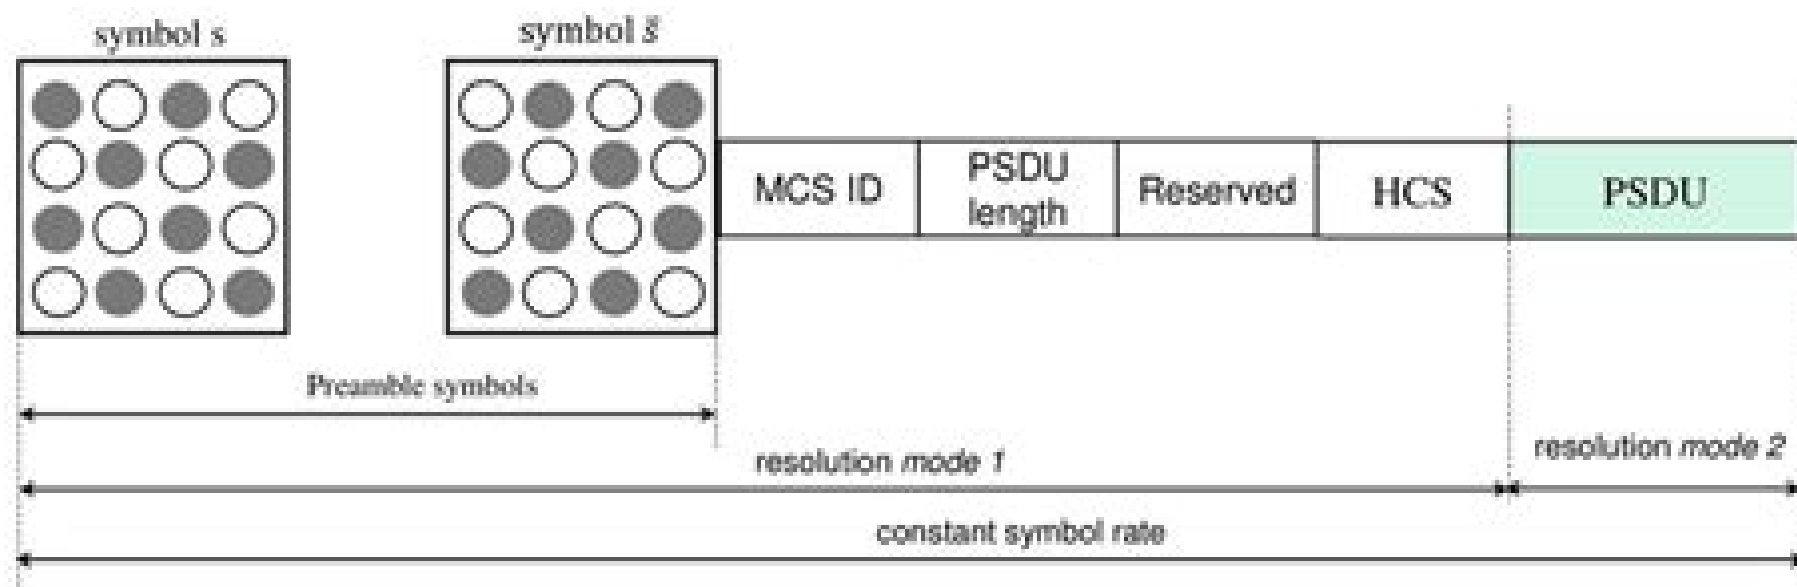 symbol s
symbol s̄
MCS ID
PSDU
length
Reserved
HCS
PSDU
Preamble symbols
resolution mode 1
resolution mode 2
constant symbol rate